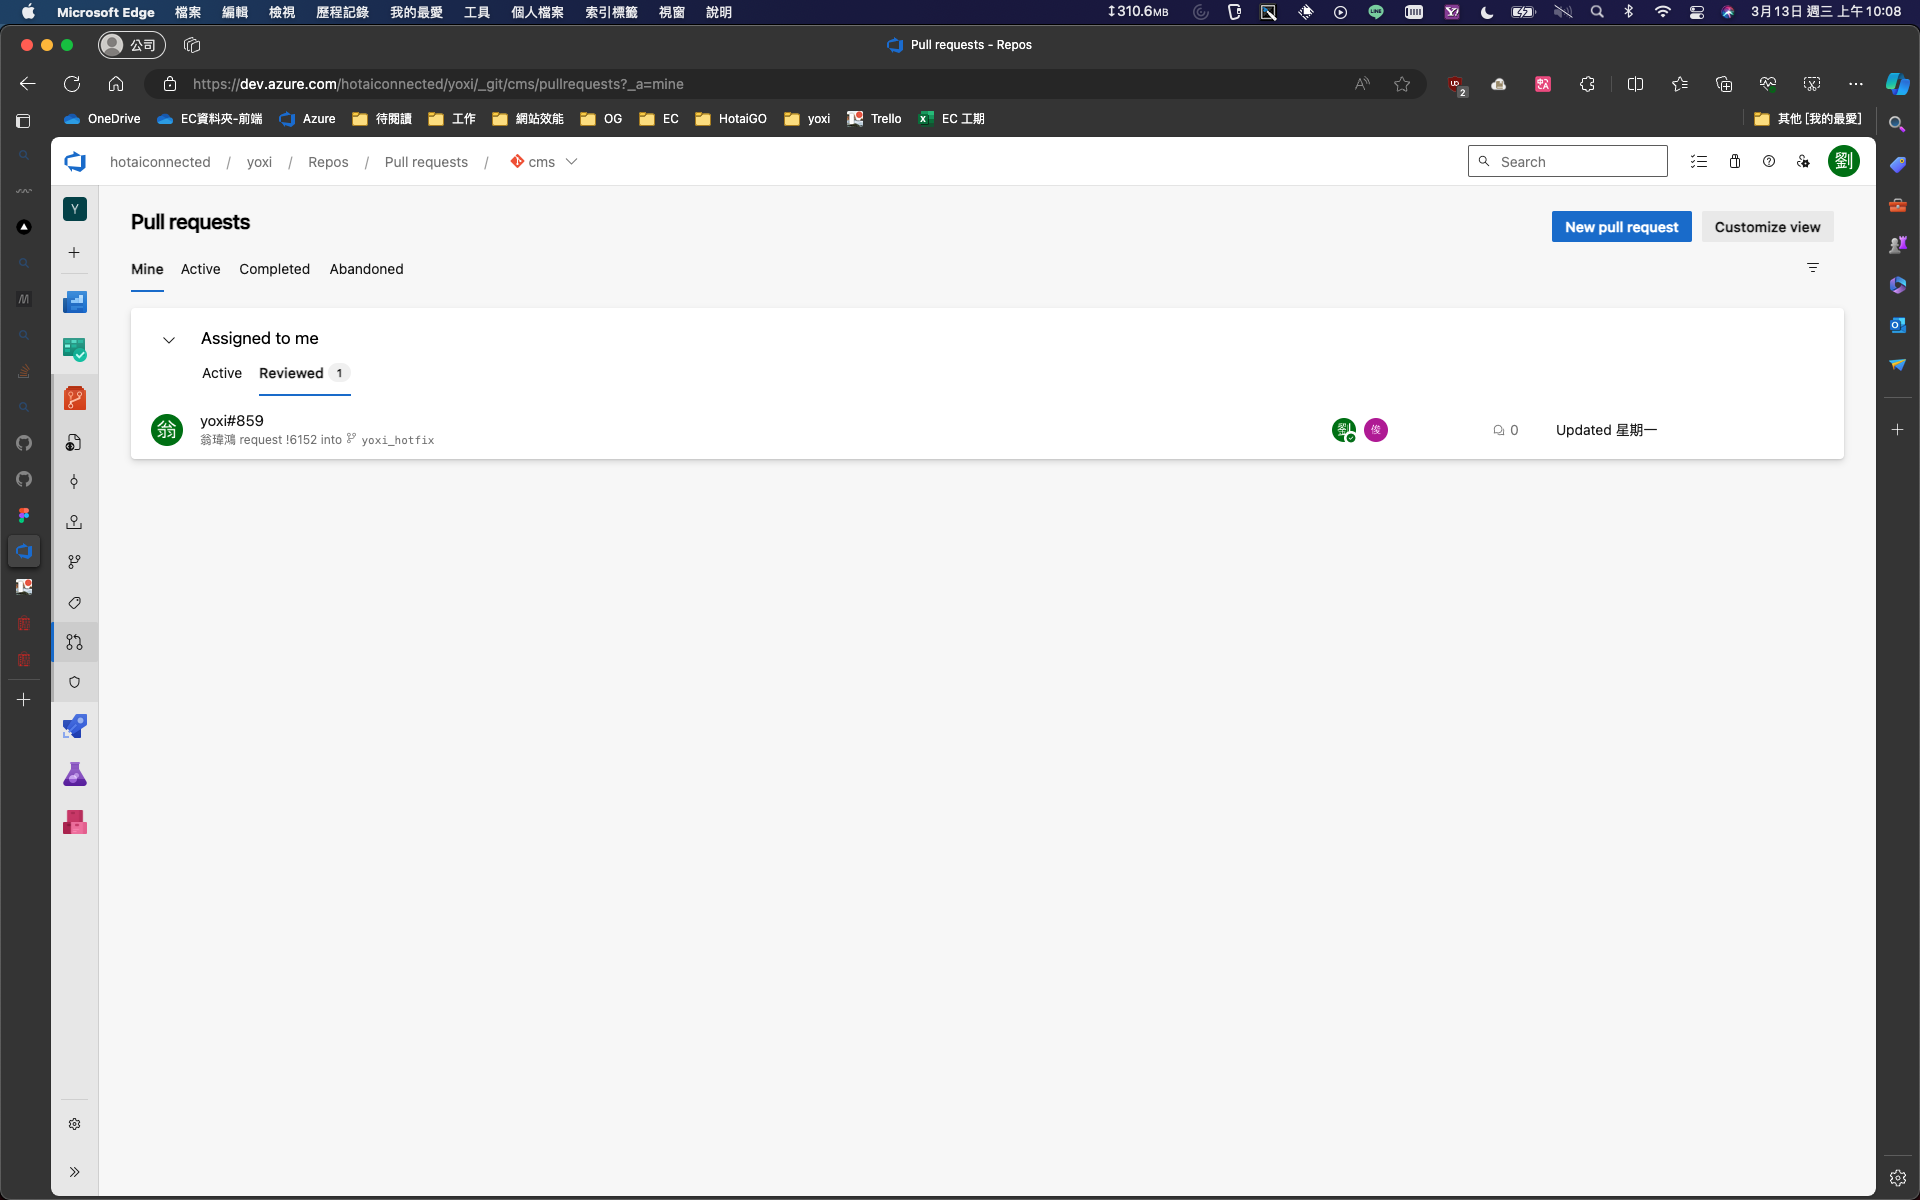 Microsoft Edge 檔案 編輯 檢視 歷程記錄 我的最愛 工具 個人檔案 索引標籤 視窗 說明 310.6MB LINE 3月13日 週三 上午10:08
公司 Pull requests - Repos
https://dev.azure.com/hotaiconnected/yoxi/_git/cms/pullrequests?_a=mine 2
OneDrive EC資料夾-前端 Azure 待閱讀 工作 網站效能 OG EC HotaiGO yoxi Trello EC 工期 其他 [我的最愛]
hotaiconnected / yoxi / Repos / Pull requests / cms Search 劉
Y
Pull requests
New pull request Customize view
Mine Active Completed Abandoned
Assigned to me
Active Reviewed 1
翁 yoxi#859
翁瑋鴻 request !6152 into yoxi_hotfix
劉 俊 0 Updated 星期一